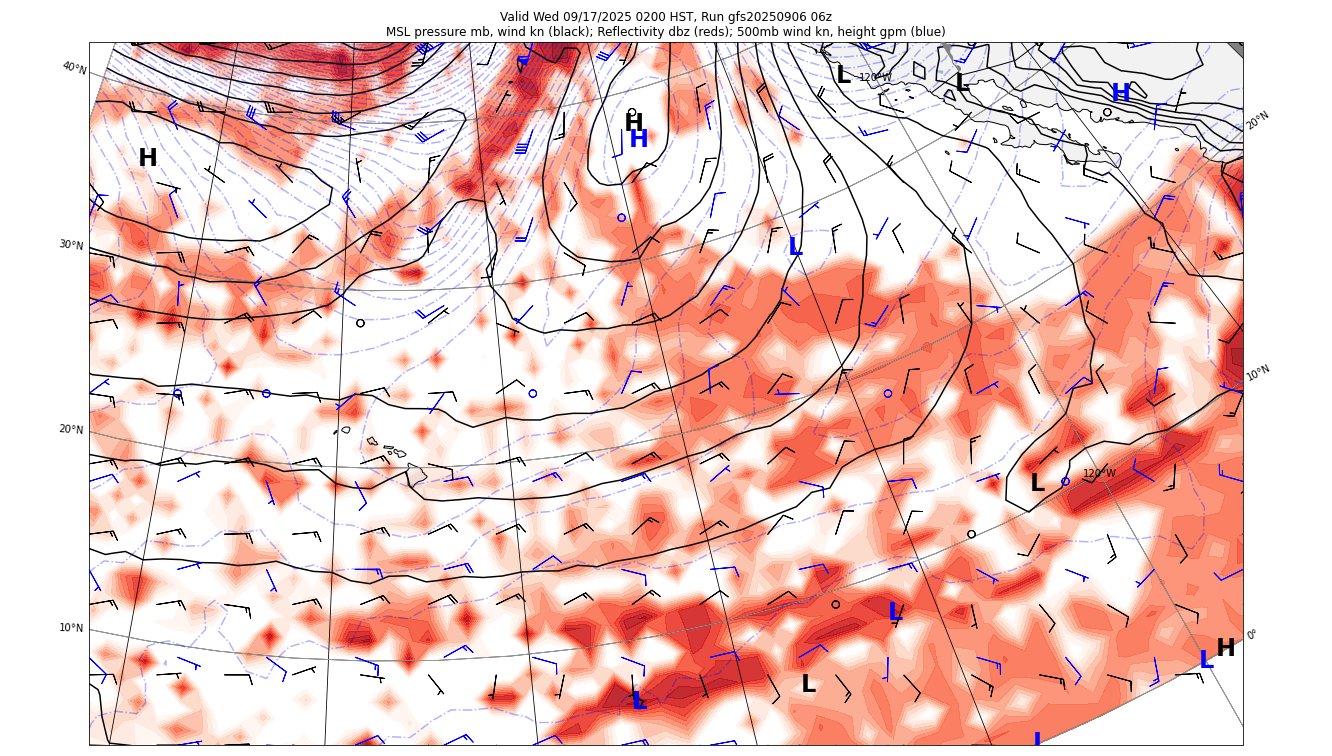 Valid Wed 09/17/2025 0200 HST, Run gfs20250906 06z
MSL pressure mb, wind kn (black); Reflectivity dbz (reds); 500mb wind kn, height gpm (blue)
40°N
L
120°W
L
H
20°N
H
H
H
30°N
L
10°N
20°N
L
120°W
10°N
L
0°
H
L
L
L
L